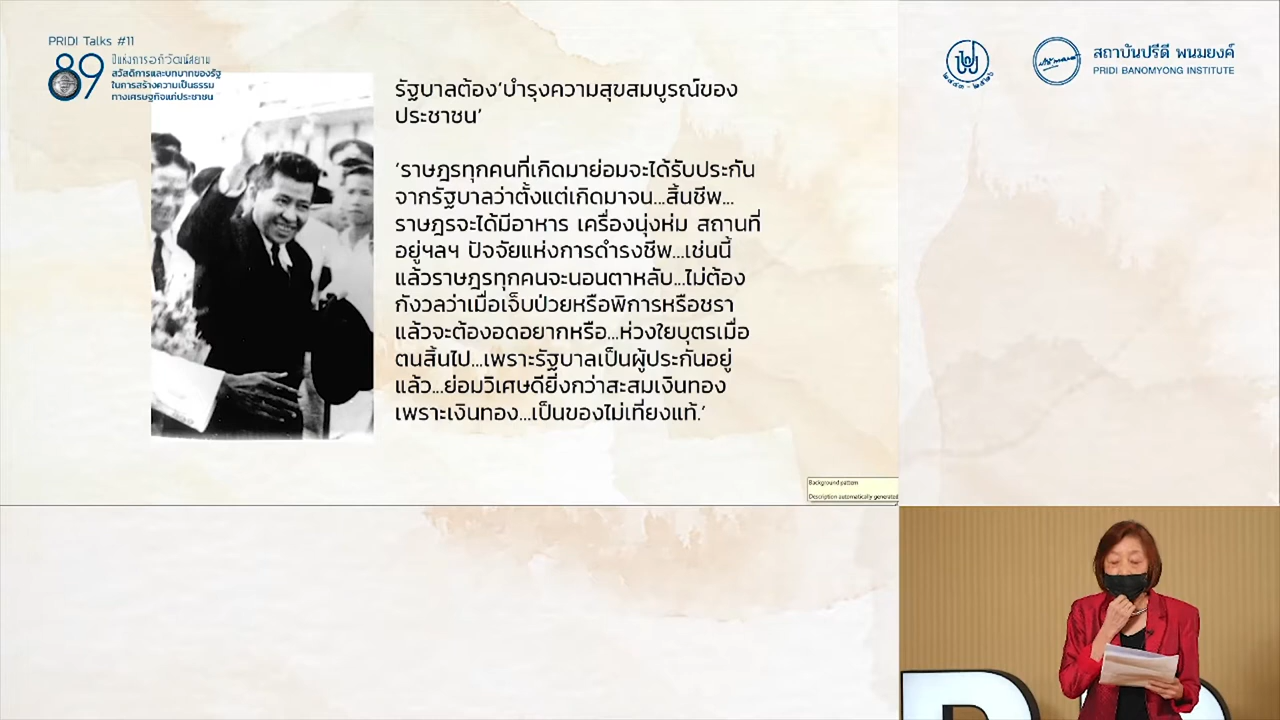 PRIDI Talks #11
89
ปีแห่งการอภิวัฒน์สยาม
สวัสดิการและบทบาทของรัฐ
ในการสร้างความเป็นธรรม
ทางเศรษฐกิจแก่ประชาชน
รัฐบาลต้อง‘บำรุงความสุขสมบูรณ์ของ
ประชาชน’
‘ราษฎรทุกคนที่เกิดมาย่อมจะได้รับประกัน
จากรัฐบาลว่าตั้งแต่เกิดมาจน...สิ้นชีพ...
ราษฎรจะได้มีอาหาร เครื่องนุ่งห่ม สถานที่
อยู่ฯลฯ ปัจจัยแห่งการดำรงชีพ...เช่นนี้
แล้วราษฎรทุกคนจะนอนตาหลับ...ไม่ต้อง
กังวลว่าเมื่อเจ็บป่วยหรือพิการหรือชรา
แล้วจะต้องอดอยากหรือ...ห่วงใยบุตรเมื่อ
ตนสิ้นไป...เพราะรัฐบาลเป็นผู้ประกันอยู่
แล้ว...ย่อมวิเศษดียิ่งกว่าสะสมเงินทอง
เพราะเงินทอง...เป็นของไม่เที่ยงแท้.’
Background pattern
Description automatically generated
๒๔๔๓ - ๒๕๒๖
สถาบันปรีดี พนมยงค์
PRIDI BANOMYONG INSTITUTE